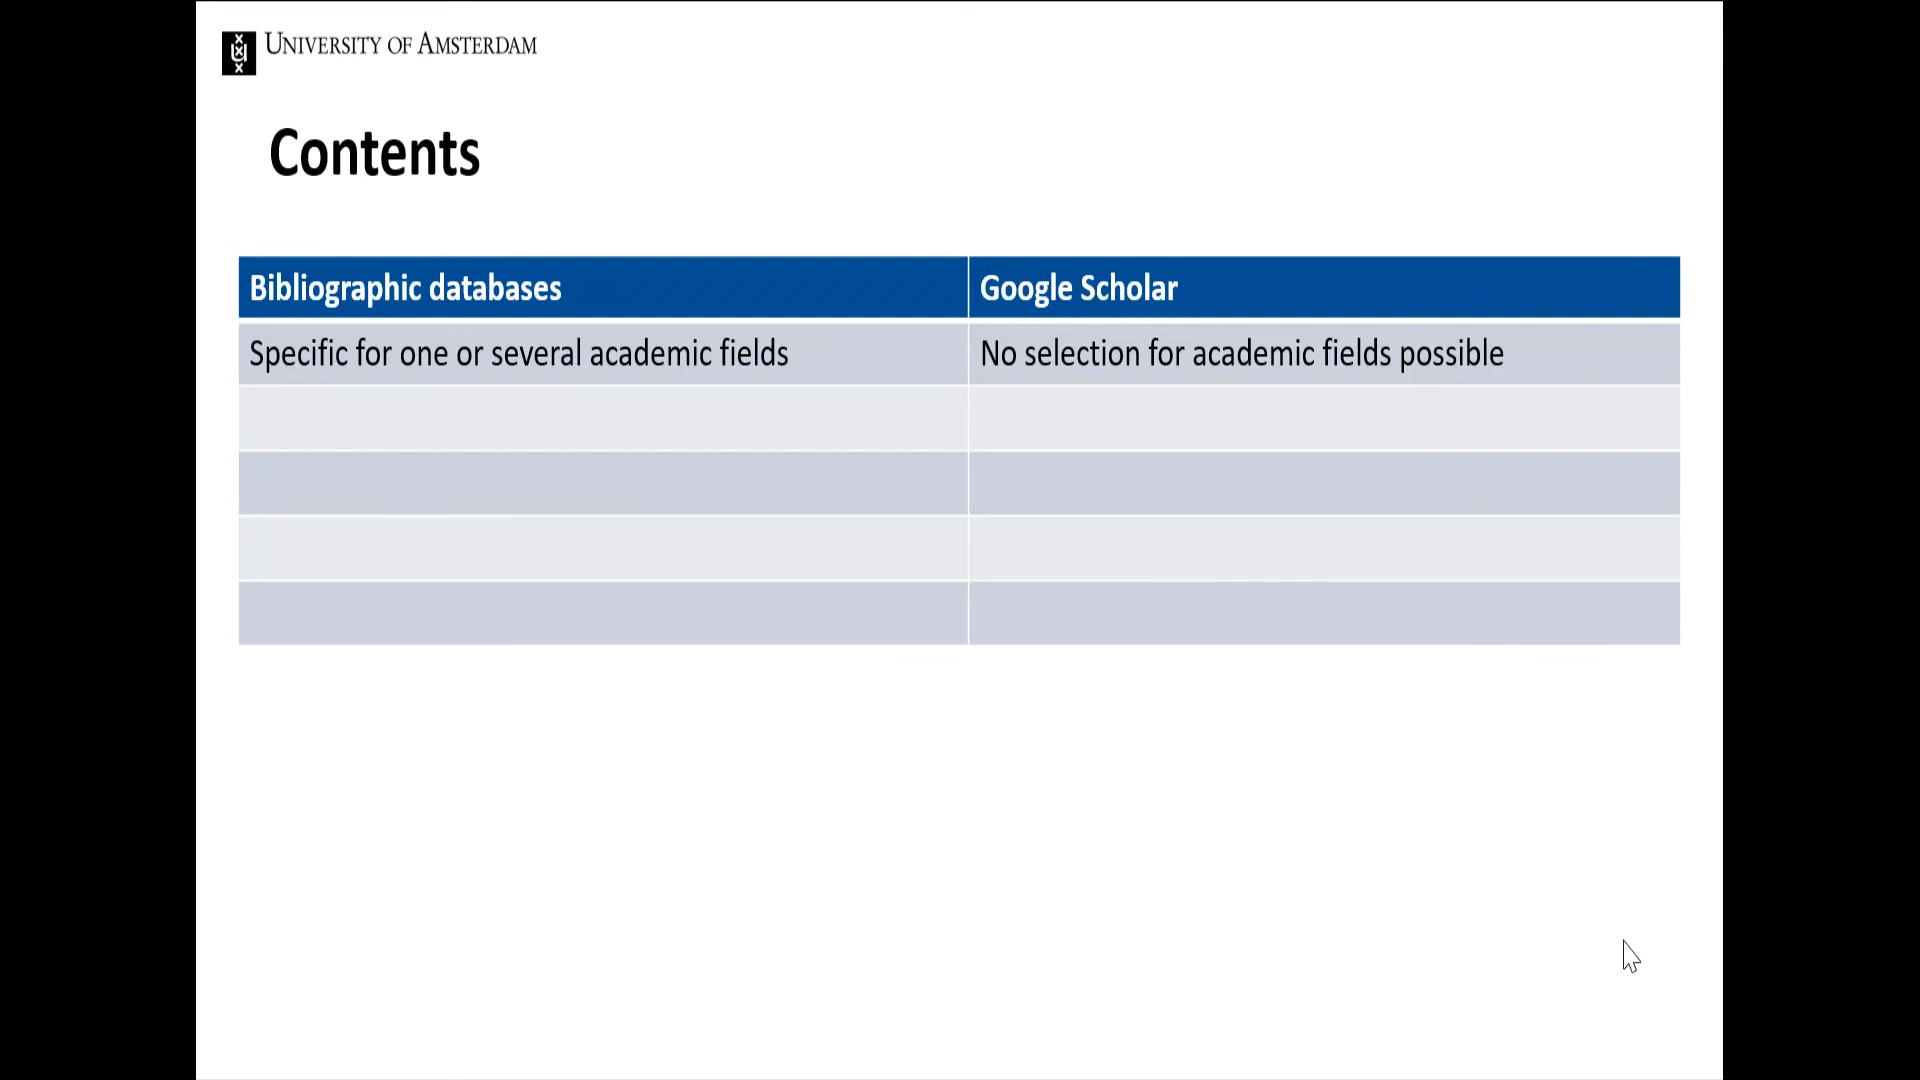 University of Amsterdam
Contents
Bibliographic databases
Google Scholar
Specific for one or several academic fields
No selection for academic fields possible